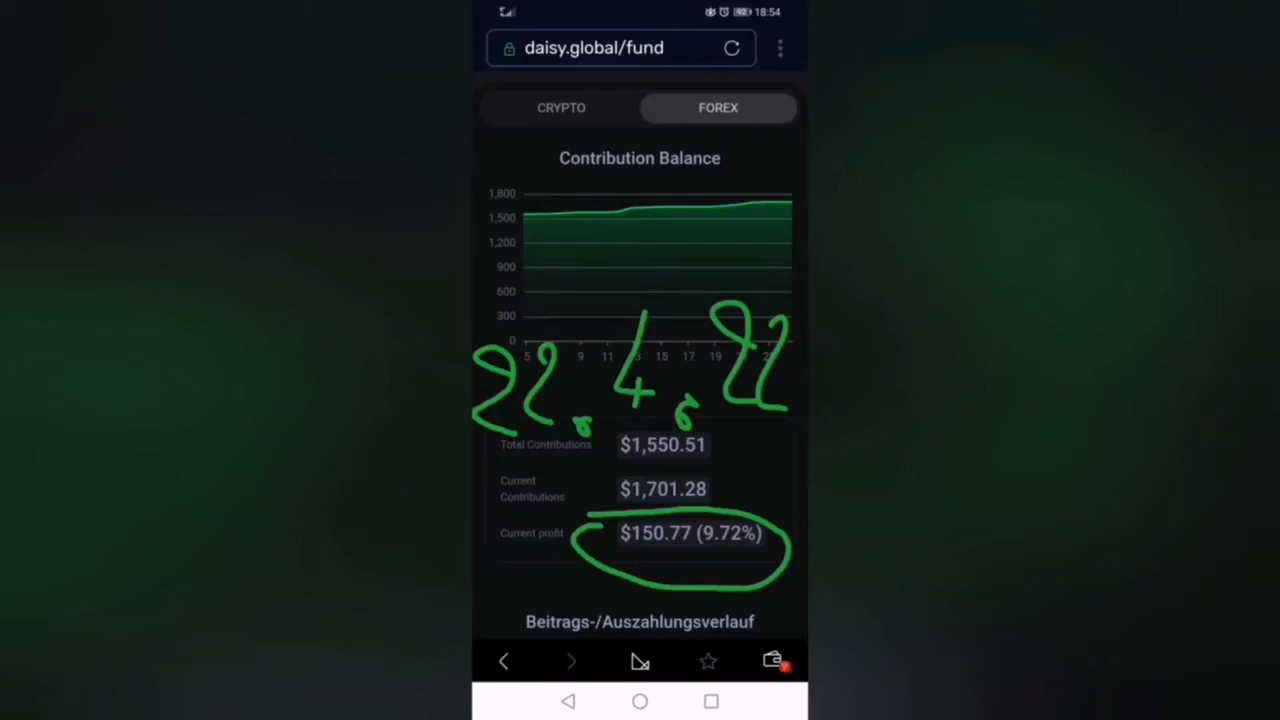 18:54
daisy.global/fund
CRYPTO FOREX
Contribution Balance
1,800
1,500
1,200
900
600
300
0
5 9 11 15 17 19
22.4.22
Total Contributions $1,550.51
Current Contributions $1,701.28
Current profit $150.77 (9.72%)
Beitrags-/Auszahlungsverlauf